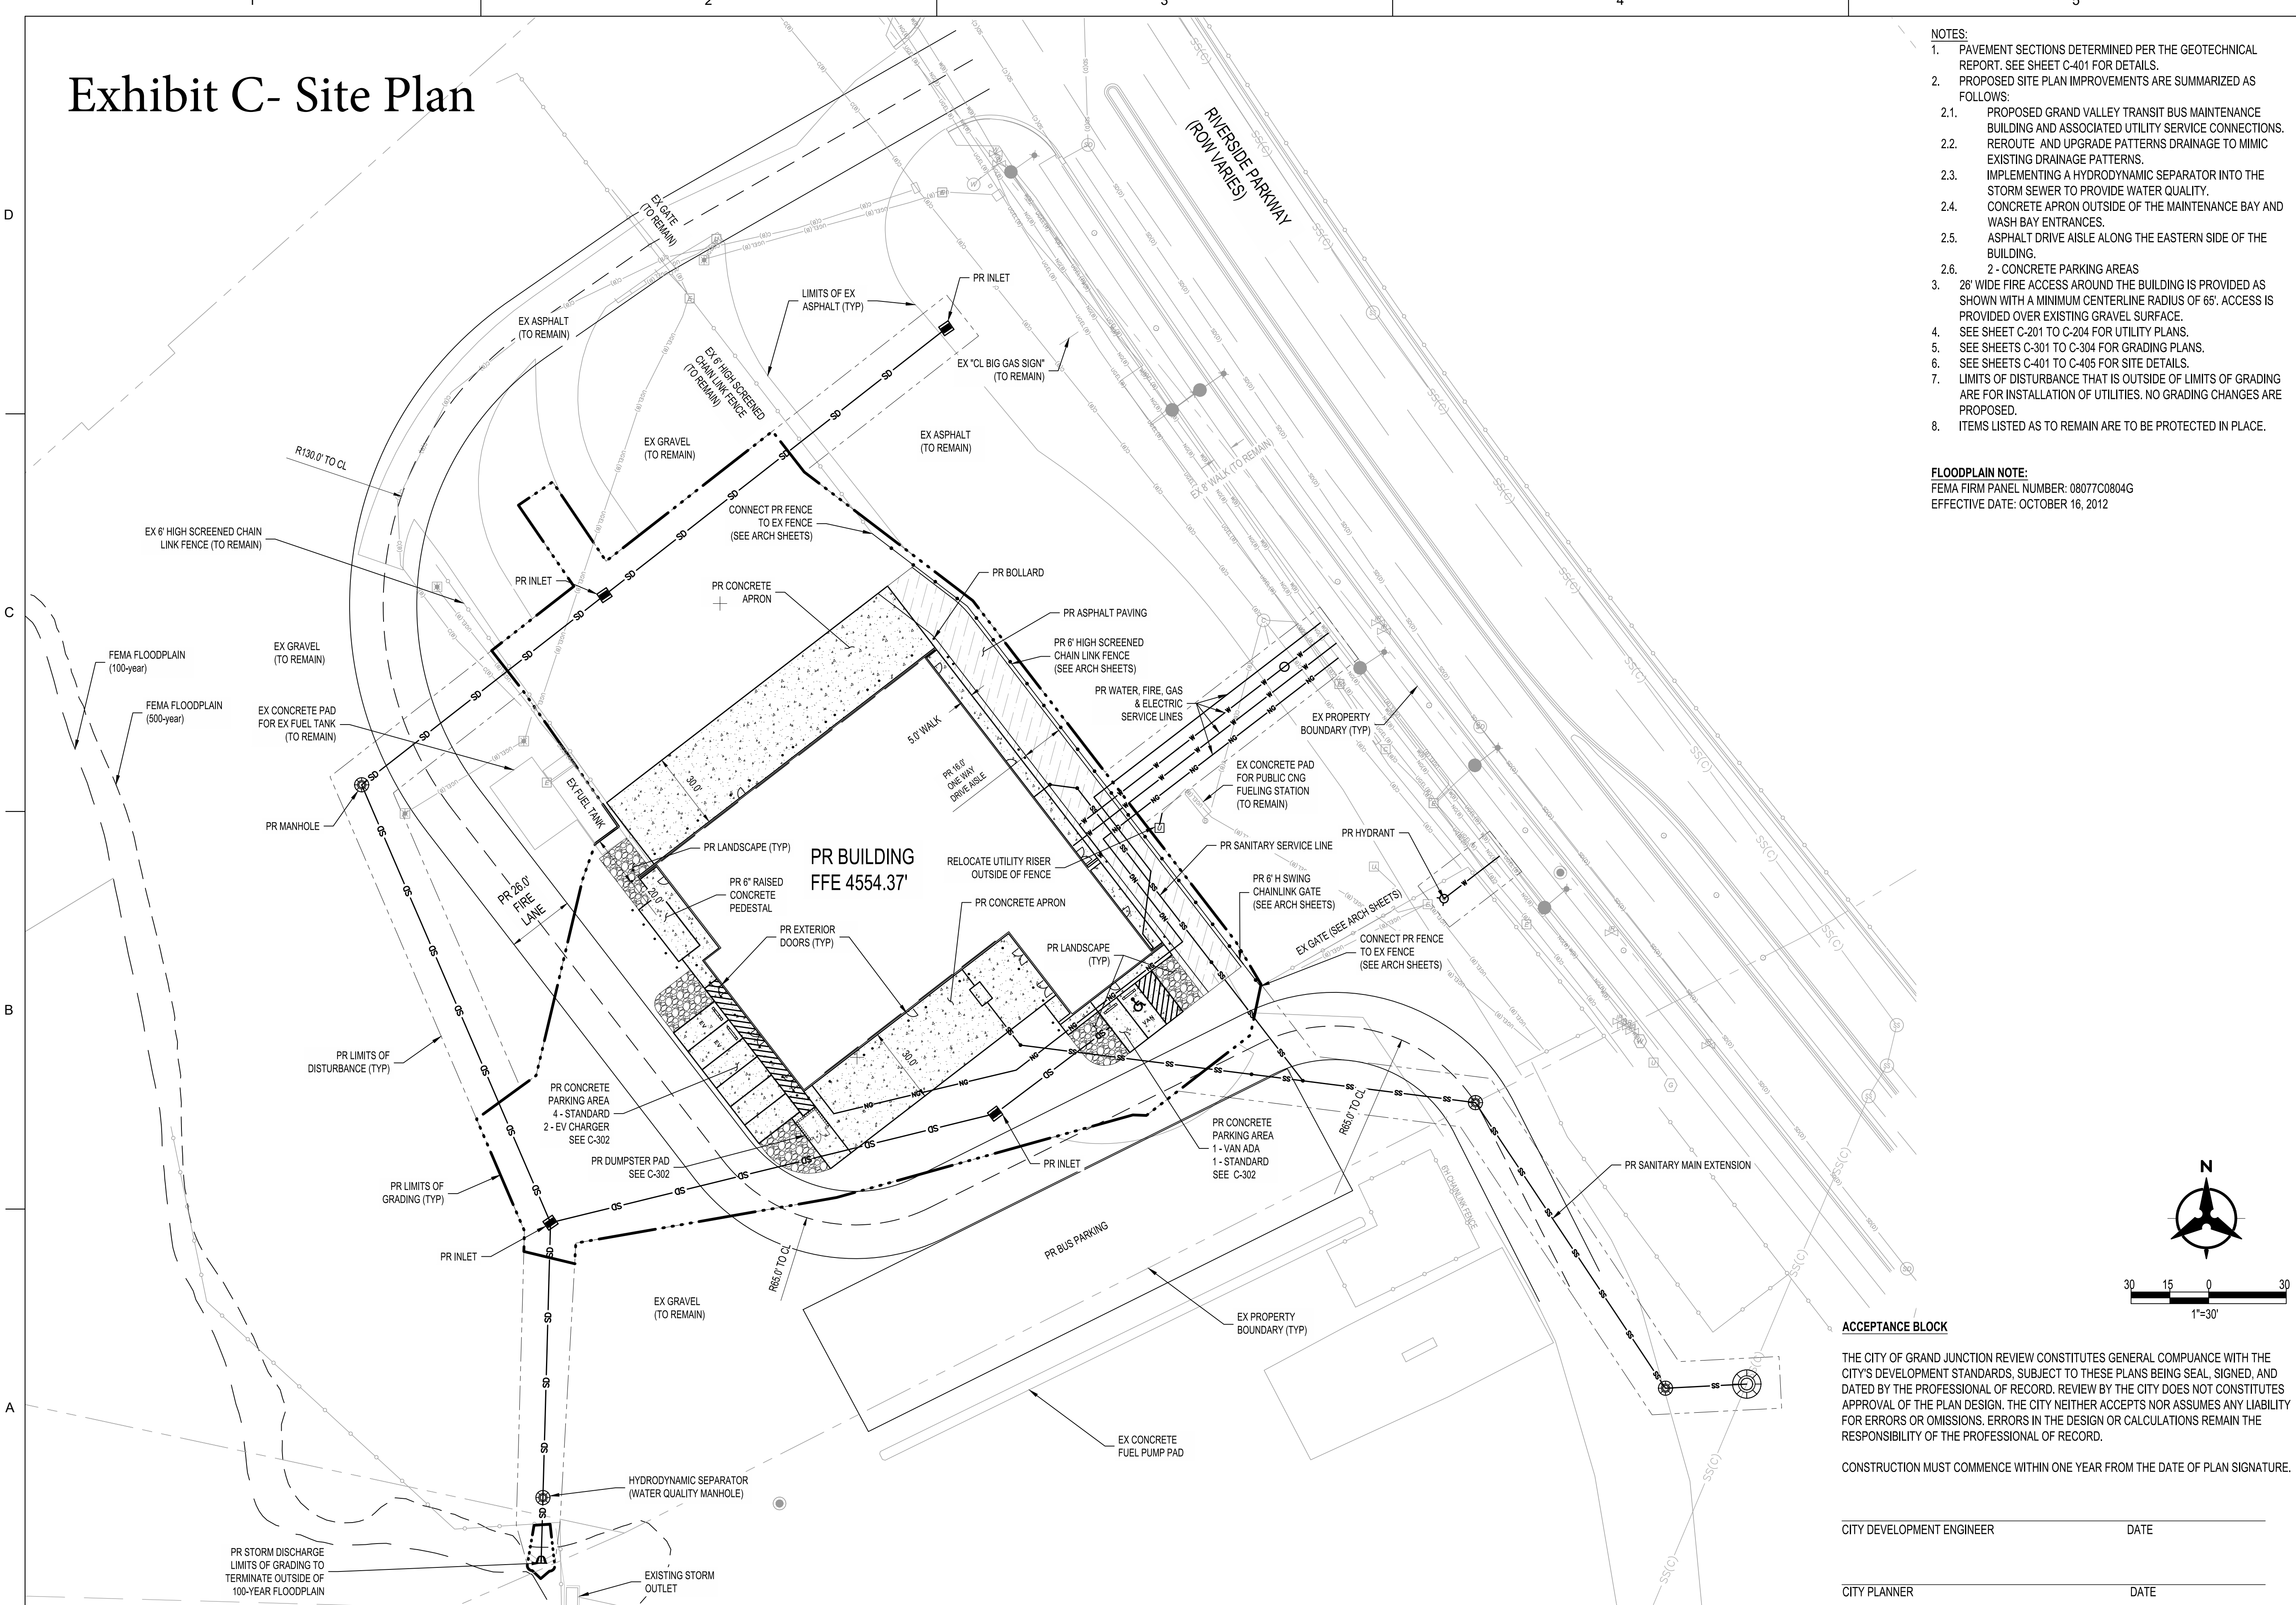 1
2
3
4
5
D
C
B
A
Exhibit C- Site Plan
NOTES:
1. PAVEMENT SECTIONS DETERMINED PER THE GEOTECHNICAL
REPORT. SEE SHEET C-401 FOR DETAILS.
2. PROPOSED SITE PLAN IMPROVEMENTS ARE SUMMARIZED AS
FOLLOWS:
2.1. PROPOSED GRAND VALLEY TRANSIT BUS MAINTENANCE
BUILDING AND ASSOCIATED UTILITY SERVICE CONNECTIONS.
2.2. REROUTE AND UPGRADE PATTERNS DRAINAGE TO MIMIC
EXISTING DRAINAGE PATTERNS.
2.3. IMPLEMENTING A HYDRODYNAMIC SEPARATOR INTO THE
STORM SEWER TO PROVIDE WATER QUALITY.
2.4. CONCRETE APRON OUTSIDE OF THE MAINTENANCE BAY AND
WASH BAY ENTRANCES.
2.5. ASPHALT DRIVE AISLE ALONG THE EASTERN SIDE OF THE
BUILDING.
2.6. 2 - CONCRETE PARKING AREAS
3. 26' WIDE FIRE ACCESS AROUND THE BUILDING IS PROVIDED AS
SHOWN WITH A MINIMUM CENTERLINE RADIUS OF 65'. ACCESS IS
PROVIDED OVER EXISTING GRAVEL SURFACE.
4. SEE SHEET C-201 TO C-204 FOR UTILITY PLANS.
5. SEE SHEETS C-301 TO C-304 FOR GRADING PLANS.
6. SEE SHEETS C-401 TO C-405 FOR SITE DETAILS.
7. LIMITS OF DISTURBANCE THAT IS OUTSIDE OF LIMITS OF GRADING
ARE FOR INSTALLATION OF UTILITIES. NO GRADING CHANGES ARE
PROPOSED.
8. ITEMS LISTED AS TO REMAIN ARE TO BE PROTECTED IN PLACE.
FLOODPLAIN NOTE:
FEMA FIRM PANEL NUMBER: 08077C0804G
EFFECTIVE DATE: OCTOBER 16, 2012
RIVERSIDE PARKWAY
(ROW VARIES)
EX GATE
(TO REMAIN)
PR INLET
LIMITS OF EX
ASPHALT (TYP)
EX ASPHALT
(TO REMAIN)
EX 6' HIGH SCREENED
CHAIN LINK FENCE
(TO REMAIN)
EX "CL BIG GAS SIGN"
(TO REMAIN)
EX GRAVEL
(TO REMAIN)
EX ASPHALT
(TO REMAIN)
R130.0' TO CL
EX 8' WALK (TO REMAIN)
EX 6' HIGH SCREENED CHAIN
LINK FENCE (TO REMAIN)
CONNECT PR FENCE
TO EX FENCE
(SEE ARCH SHEETS)
PR INLET
PR CONCRETE
APRON
PR BOLLARD
PR ASPHALT PAVING
PR 6' HIGH SCREENED
CHAIN LINK FENCE
(SEE ARCH SHEETS)
EX GRAVEL
(TO REMAIN)
FEMA FLOODPLAIN
(100-year)
FEMA FLOODPLAIN
(500-year)
EX CONCRETE PAD
FOR EX FUEL TANK
(TO REMAIN)
PR WATER, FIRE, GAS
& ELECTRIC
SERVICE LINES
EX PROPERTY
BOUNDARY (TYP)
5.0' WALK
PR 16.0'
ONE WAY
DRIVE AISLE
30.0'
EX FUEL TANK
EX CONCRETE PAD
FOR PUBLIC CNG
FUELING STATION
(TO REMAIN)
PR MANHOLE
PR HYDRANT
PR LANDSCAPE (TYP)
PR BUILDING
FFE 4554.37'
RELOCATE UTILITY RISER
OUTSIDE OF FENCE
PR SANITARY SERVICE LINE
PR 26.0'
FIRE
LANE
20.0'
PR 6" RAISED
CONCRETE
PEDESTAL
PR 6' H SWING
CHAINLINK GATE
(SEE ARCH SHEETS)
PR CONCRETE APRON
PR EXTERIOR
DOORS (TYP)
EX GATE (SEE ARCH SHEETS)
PR LANDSCAPE
(TYP)
CONNECT PR FENCE
TO EX FENCE
(SEE ARCH SHEETS)
EV
EV
VAN
30.0'
PR LIMITS OF
DISTURBANCE (TYP)
PR CONCRETE
PARKING AREA
4 - STANDARD
2 - EV CHARGER
SEE C-302
R65.0' TO CL
PR CONCRETE
PARKING AREA
1 - VAN ADA
1 - STANDARD
SEE C-302
PR DUMPSTER PAD
SEE C-302
PR INLET
PR SANITARY MAIN EXTENSION
6'H CHAINLINK FENCE
PR LIMITS OF
GRADING (TYP)
PR BUS PARKING
PR INLET
R65.0' TO CL
EX GRAVEL
(TO REMAIN)
EX PROPERTY
BOUNDARY (TYP)
EX CONCRETE
FUEL PUMP PAD
HYDRODYNAMIC SEPARATOR
(WATER QUALITY MANHOLE)
PR STORM DISCHARGE
LIMITS OF GRADING TO
TERMINATE OUTSIDE OF
100-YEAR FLOODPLAIN
EXISTING STORM
OUTLET
N
30 15 0 30
1"=30'
ACCEPTANCE BLOCK
THE CITY OF GRAND JUNCTION REVIEW CONSTITUTES GENERAL COMPUANCE WITH THE
CITY'S DEVELOPMENT STANDARDS, SUBJECT TO THESE PLANS BEING SEAL, SIGNED, AND
DATED BY THE PROFESSIONAL OF RECORD. REVIEW BY THE CITY DOES NOT CONSTITUTES
APPROVAL OF THE PLAN DESIGN. THE CITY NEITHER ACCEPTS NOR ASSUMES ANY LIABILITY
FOR ERRORS OR OMISSIONS. ERRORS IN THE DESIGN OR CALCULATIONS REMAIN THE
RESPONSIBILITY OF THE PROFESSIONAL OF RECORD.
CONSTRUCTION MUST COMMENCE WITHIN ONE YEAR FROM THE DATE OF PLAN SIGNATURE.
CITY DEVELOPMENT ENGINEER DATE
CITY PLANNER DATE